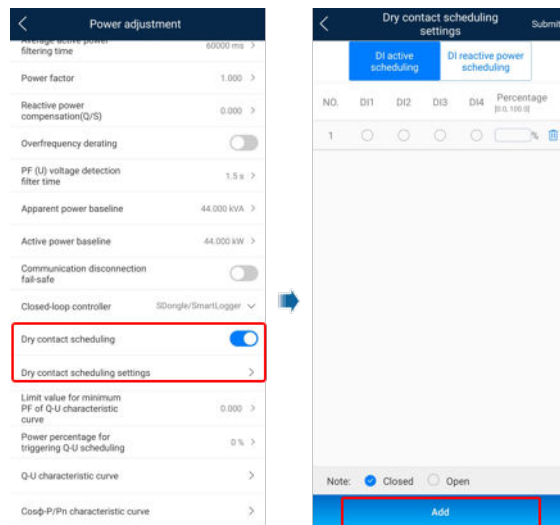 Power adjustment
Average active power
filtering time
60000 ms
Power factor
1.000
Reactive power
compensation(Q/S)
0.000
Overfrequency derating
PF (U) voltage detection
filter time
1.5 s
Apparent power baseline
44.000 kVA
Active power baseline
44.000 kW
Communication disconnection
fail-safe
Closed-loop controller
SDongle/SmartLogger
Dry contact scheduling
Dry contact scheduling settings
Limit value for minimum
PF of Q-U characteristic
curve
0.000
Power percentage for
triggering Q-U scheduling
0 %
Q-U characteristic curve
Cosϕ-P/Pn characteristic curve
Dry contact scheduling
settings
Submit
DI active
scheduling
DI reactive power
scheduling
NO. DI1 DI2 DI3 DI4 Percentage
[0.0, 100.0]
1 %
Note: Closed Open
Add